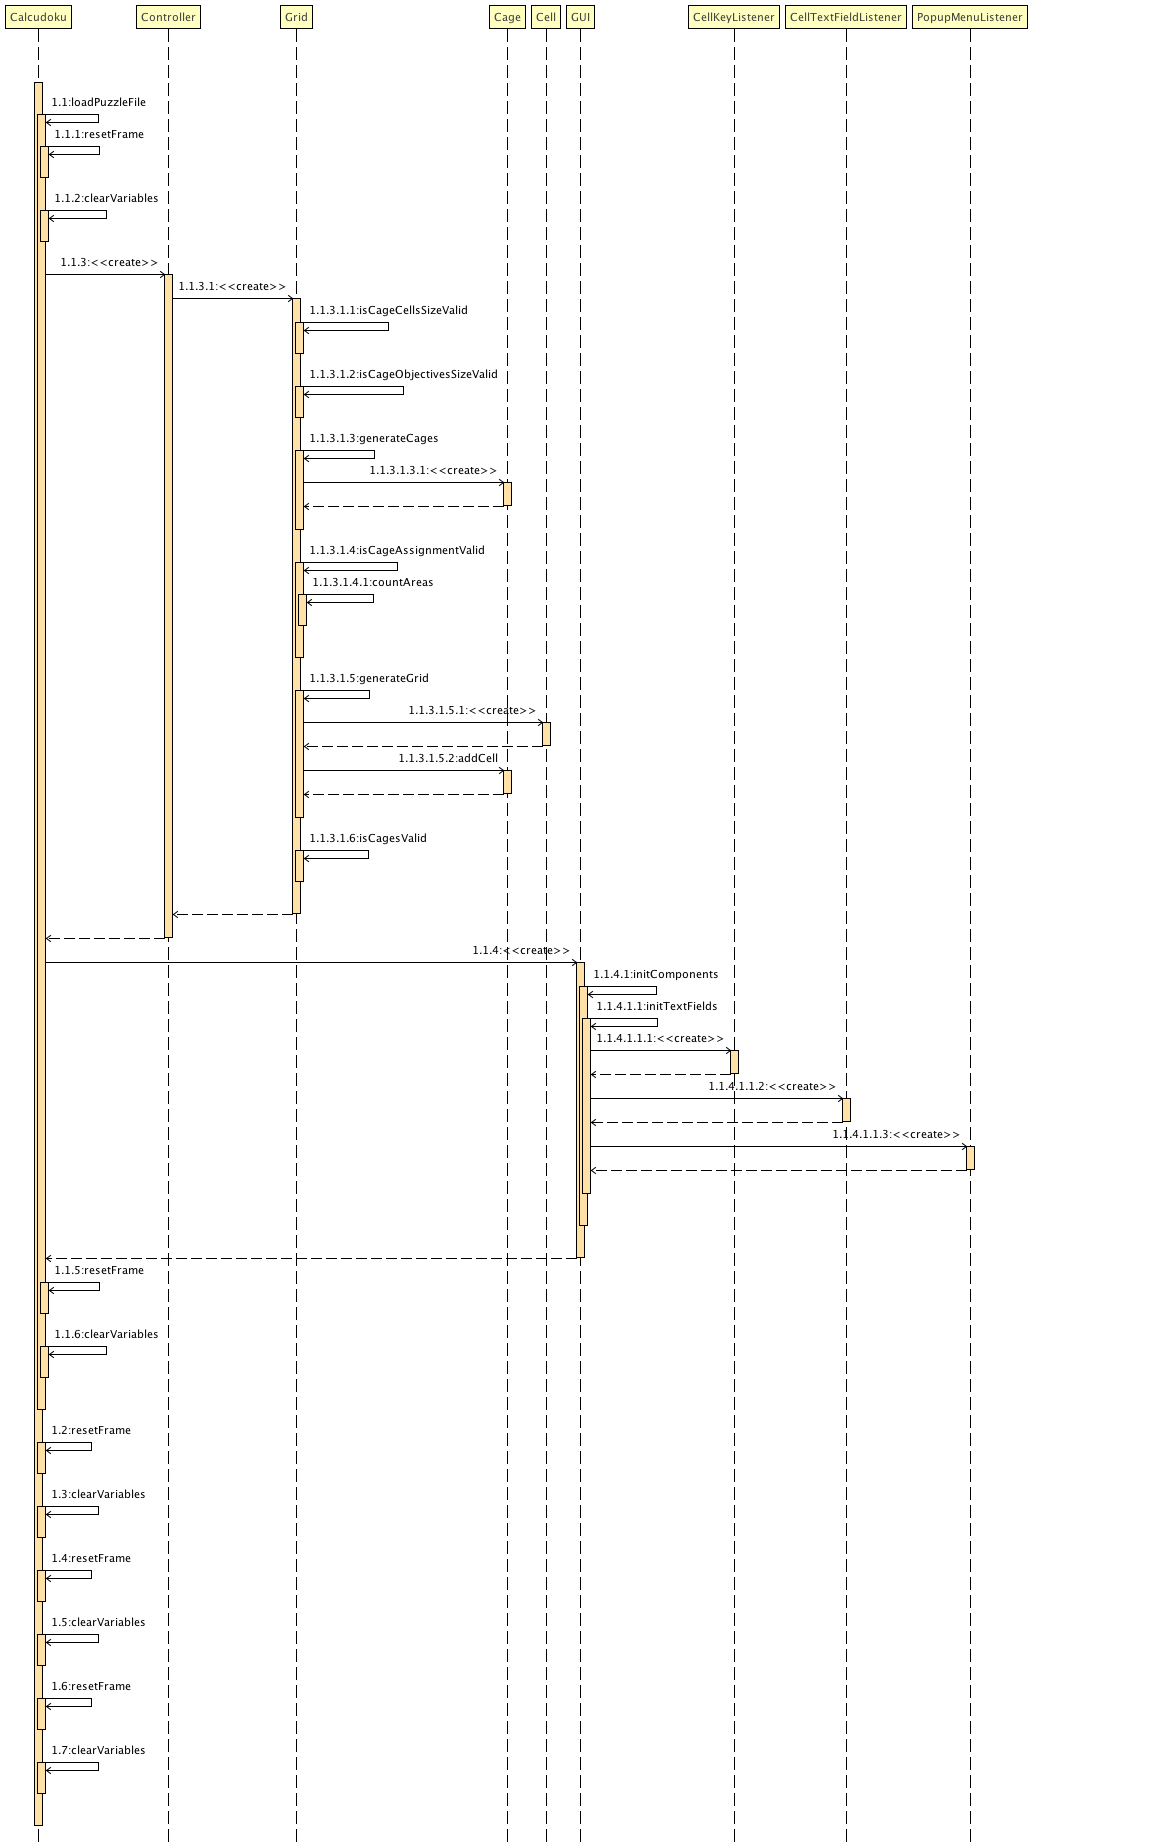 Calcudoku
Controller
Grid
Cage
Cell
GUI
CellKeyListener
CellTextFieldListener
PopupMenuListener
1.1:loadPuzzleFile
1.1.1:resetFrame
1.1.2:clearVariables
1.1.3:<<create>>
1.1.3.1:<<create>>
1.1.3.1.1:isCageCellsSizeValid
1.1.3.1.2:isCageObjectivesSizeValid
1.1.3.1.3:generateCages
1.1.3.1.3.1:<<create>>
1.1.3.1.4:isCageAssignmentValid
1.1.3.1.4.1:countAreas
1.1.3.1.5:generateGrid
1.1.3.1.5.1:<<create>>
1.1.3.1.5.2:addCell
1.1.3.1.6:isCagesValid
1.1.4:<<create>>
1.1.4.1:initComponents
1.1.4.1.1:initTextFields
1.1.4.1.1.1:<<create>>
1.1.4.1.1.2:<<create>>
1.1.4.1.1.3:<<create>>
1.1.5:resetFrame
1.1.6:clearVariables
1.2:resetFrame
1.3:clearVariables
1.4:resetFrame
1.5:clearVariables
1.6:resetFrame
1.7:clearVariables